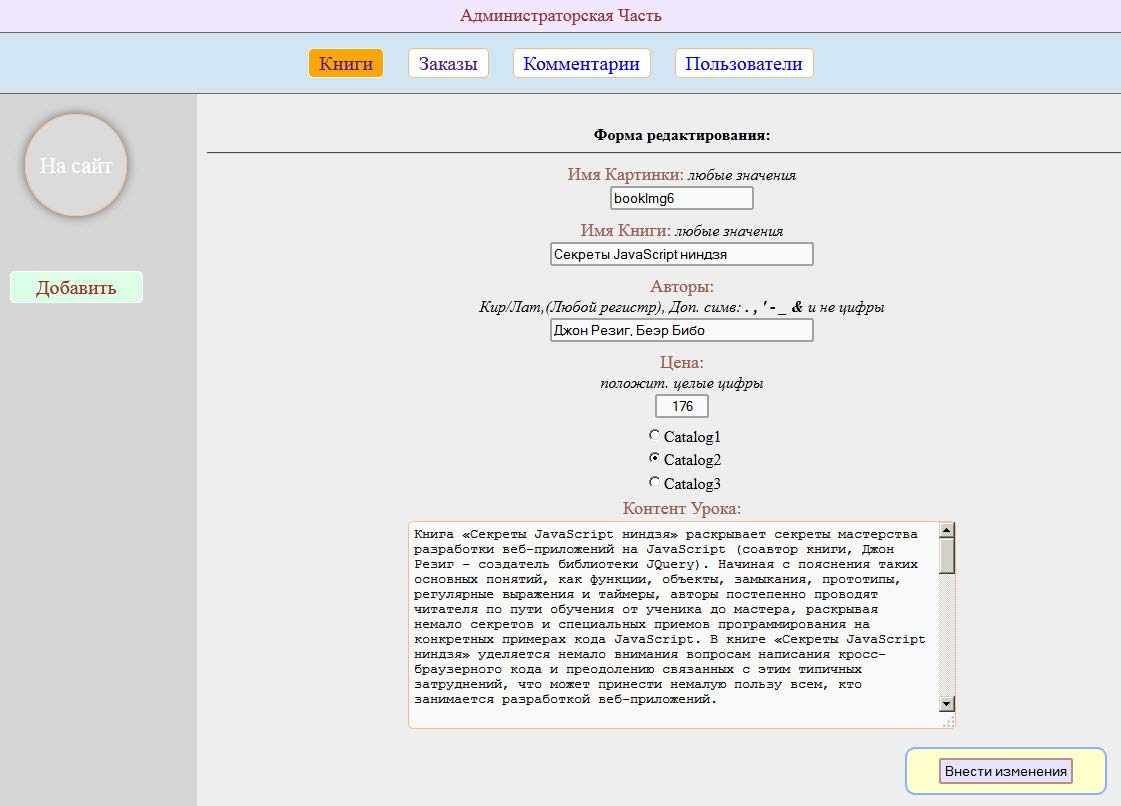 Администраторская Часть
Книги Заказы Комментарии Пользователи
На сайт
Добавить
Форма редактирования:
Имя Картинки: любые значения
bookImg6
Имя Книги: любые значения
Секреты JavaScript ниндзя
Авторы:
Кир/Лат,(Любой регистр), Доп. симв: . , ' - _ & и не цифры
Джон Резиг, Беэр Бибо
Цена:
положит. целые цифры
176
Catalog1
Catalog2
Catalog3
Контент Урока:
Книга «Секреты JavaScript ниндзя» раскрывает секреты мастерства
разработки веб-приложений на JavaScript (соавтор книги, Джон
Резиг - создатель библиотеки JQuery). Начиная с пояснения таких
основных понятий, как функции, объекты, замыкания, прототипы,
регулярные выражения и таймеры, авторы постепенно проводят
читателя по пути обучения от ученика до мастера, раскрывая
немало секретов и специальных приемов программирования на
конкретных примерах кода JavaScript. В книге «Секреты JavaScript
ниндзя» уделяется немало внимания вопросам написания кросс-
браузерного кода и преодолению связанных с этим типичных
затруднений, что может принести немалую пользу всем, кто
занимается разработкой веб-приложений.
Внести изменения